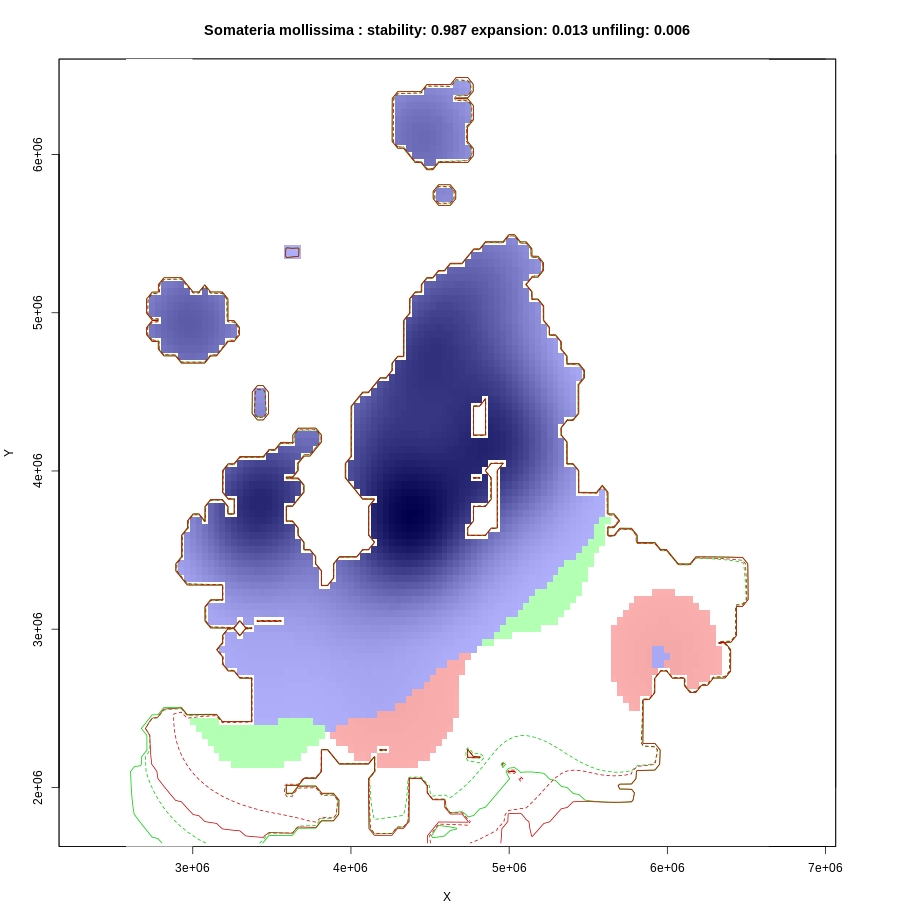 Somateria mollissima : stability: 0.987 expansion: 0.013 unfiling: 0.006
6e+06
5e+06
4e+06
3e+06
2e+06
Y
3e+06 4e+06 5e+06 6e+06 7e+06
X